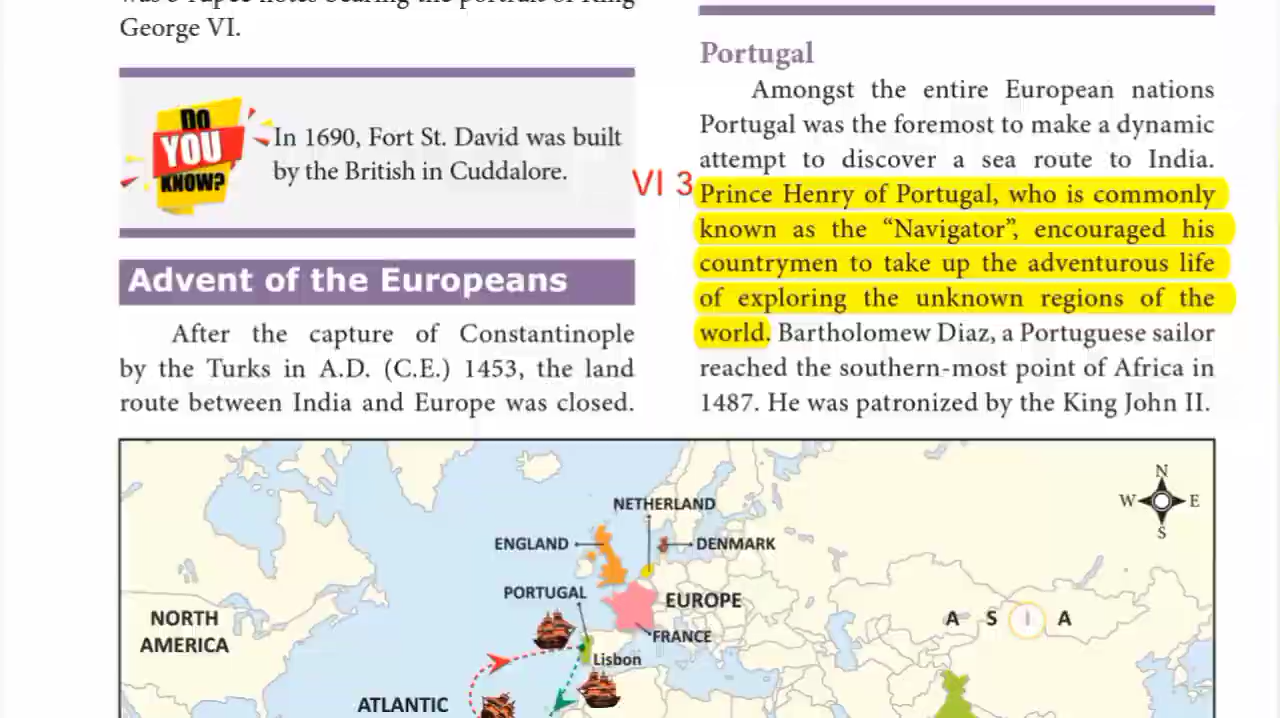 George VI.
DO
YOU
KNOW?
In 1690, Fort St. David was built
by the British in Cuddalore.
Advent of the Europeans
After the capture of Constantinople
by the Turks in A.D. (C.E.) 1453, the land
route between India and Europe was closed.
VI 3
Portugal
Amongst the entire European nations
Portugal was the foremost to make a dynamic
attempt to discover a sea route to India.
Prince Henry of Portugal, who is commonly
known as the “Navigator”, encouraged his
countrymen to take up the adventurous life
of exploring the unknown regions of the
world. Bartholomew Diaz, a Portuguese sailor
reached the southern-most point of Africa in
1487. He was patronized by the King John II.
N
W E
S
NETHERLAND
ENGLAND
DENMARK
PORTUGAL
EUROPE
NORTH
AMERICA
A S I A
FRANCE
Lisbon
ATLANTIC